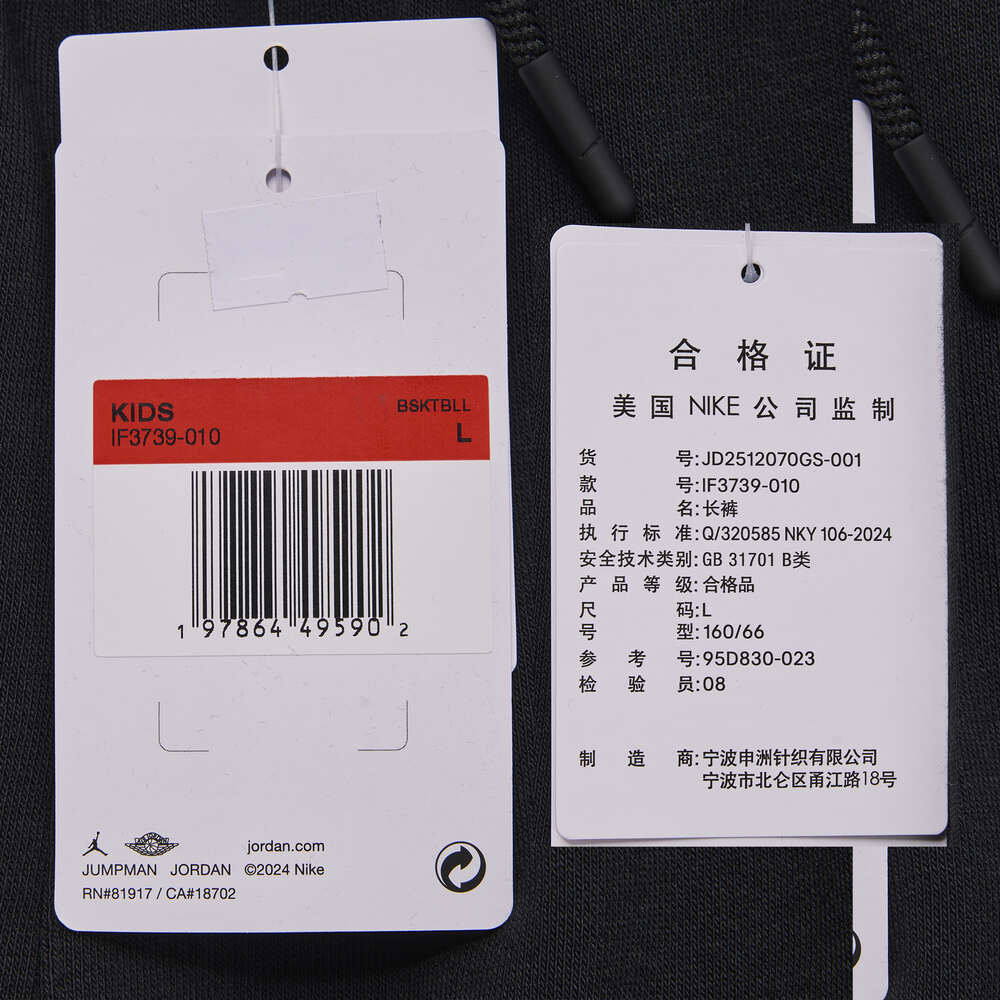 KIDS
BSKTBLL
IF3739-010
L
1 97864 49590 2
jordan.com
JUMPMAN JORDAN ©2024 Nike
RN#81917 / CA#18702
合格证
美国 NIKE 公司监制
货号:JD2512070GS-001
款号:IF3739-010
品名:长裤
执行标准:Q/320585 NKY 106-2024
安全技术类别:GB 31701 B类
产品等级:合格品
尺码:L
号型:160/66
参考号:95D830-023
检验员:08
制造商:宁波申洲针织有限公司
宁波市北仑区甬江路18号